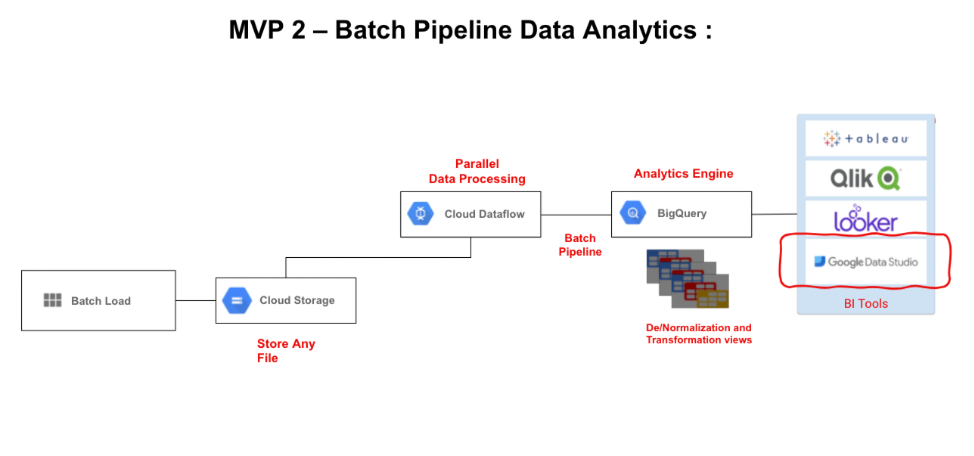 MVP 2 – Batch Pipeline Data Analytics :
Batch Load
Cloud Storage
Store Any
File
Parallel
Data Processing
Cloud Dataflow
Batch
Pipeline
Analytics Engine
BigQuery
De/Normalization and
Transformation views
+ableau
Qlik Q
looker
Google Data Studio
BI Tools